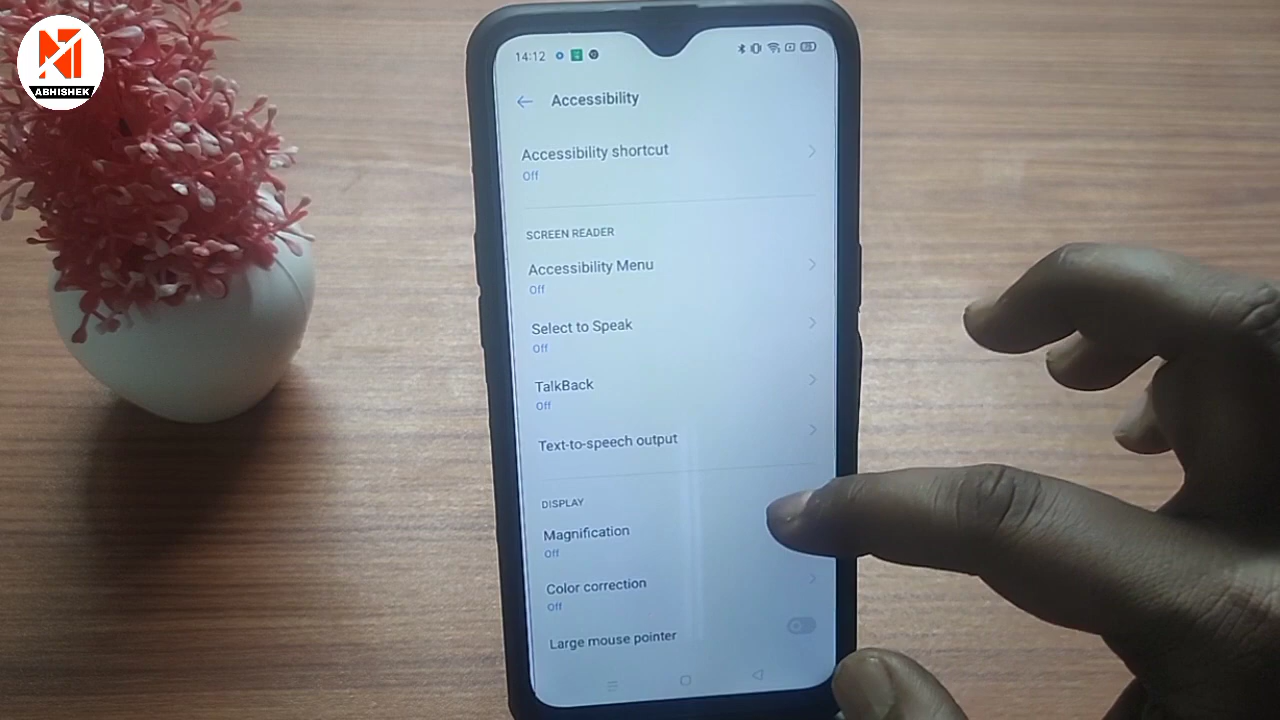 ABHISHEK
14:12
Accessibility
Accessibility shortcut
Off
SCREEN READER
Accessibility Menu
Off
Select to Speak
Off
TalkBack
Off
Text-to-speech output
DISPLAY
Magnification
Off
Color correction
Off
Large mouse pointer